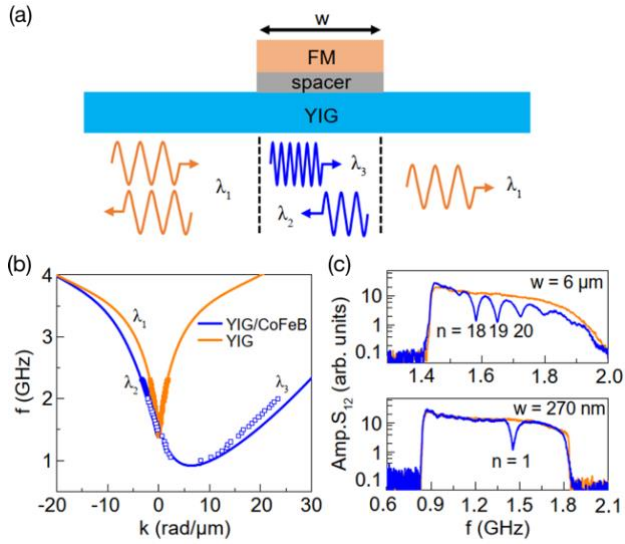 (a)
w
FM
spacer
YIG
λ1
λ3
λ2
λ1
(b)
4
3
2
1
0
f (GHz)
λ1
λ2
λ3
YIG/CoFeB
YIG
-20 -10 0 10 20 30
k (rad/μm)
(c)
w = 6 μm
10
1
0.1
n = 18 19 20
1.4 1.6 1.8 2.0
Amp.S12 (arb. units)
w = 270 nm
10
1
0.1
n = 1
0.6 0.9 1.2 1.5 1.8 2.1
f (GHz)